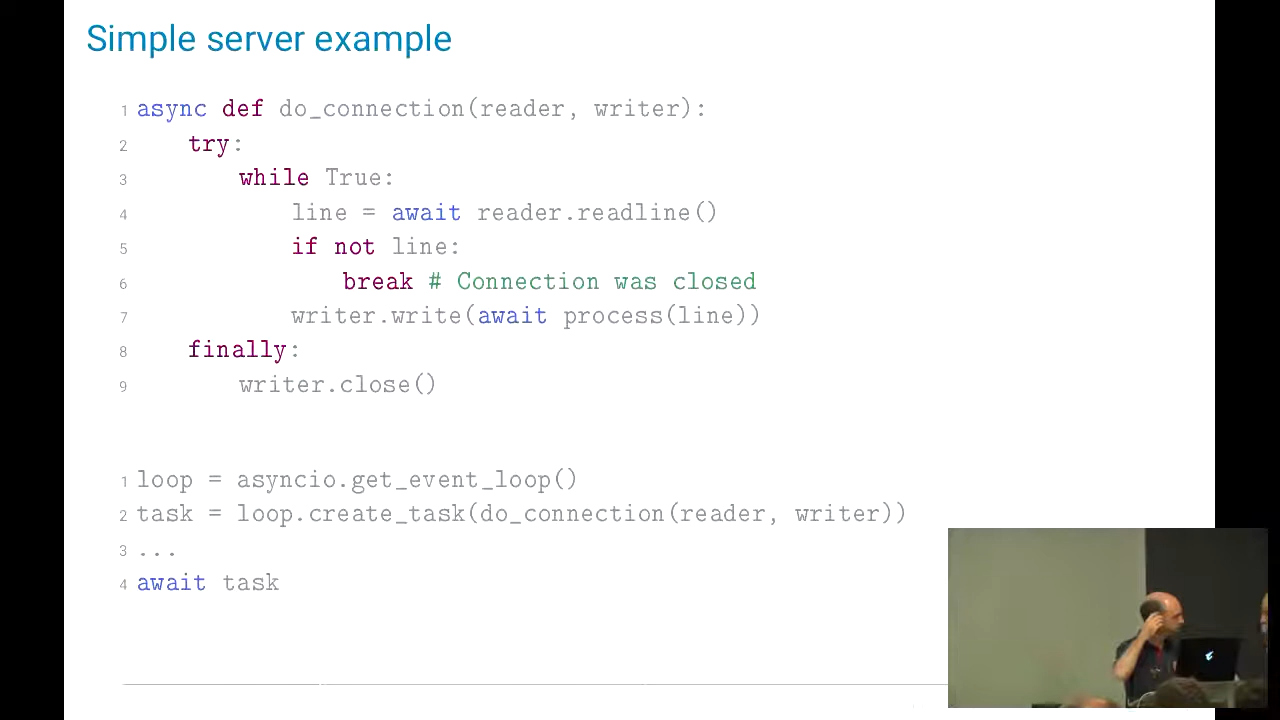 Simple server example
1 async def do_connection(reader, writer):
2 try:
3 while True:
4 line = await reader.readline()
5 if not line:
6 break # Connection was closed
7 writer.write(await process(line))
8 finally:
9 writer.close()
1 loop = asyncio.get_event_loop()
2 task = loop.create_task(do_connection(reader, writer))
3 ...
4 await task